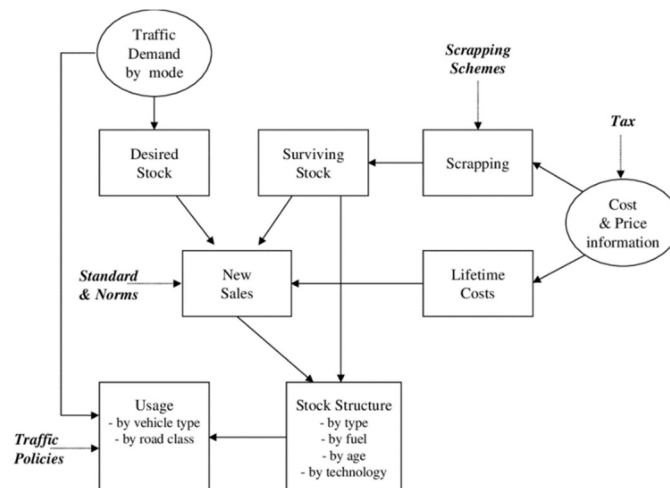 Traffic
Demand
by mode
Scrapping
Schemes
Tax
Desired
Stock
Surviving
Stock
Scrapping
Cost
& Price
information
Standard
& Norms
New
Sales
Lifetime
Costs
Usage
- by vehicle type
- by road class
Stock Structure
- by type
- by fuel
- by age
- by technology
Traffic
Policies